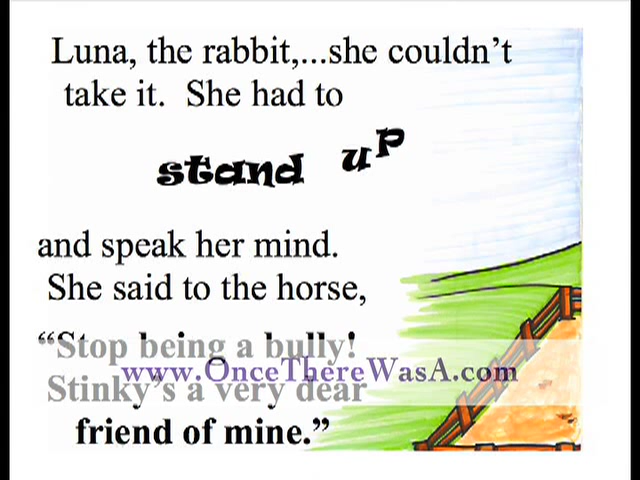 Luna, the rabbit,...she couldn't
take it. She had to
stand up
and speak her mind.
She said to the horse,
“Stop being a bully!
www.OnceThereWasA.com
Stinky's a very dear
friend of mine.”